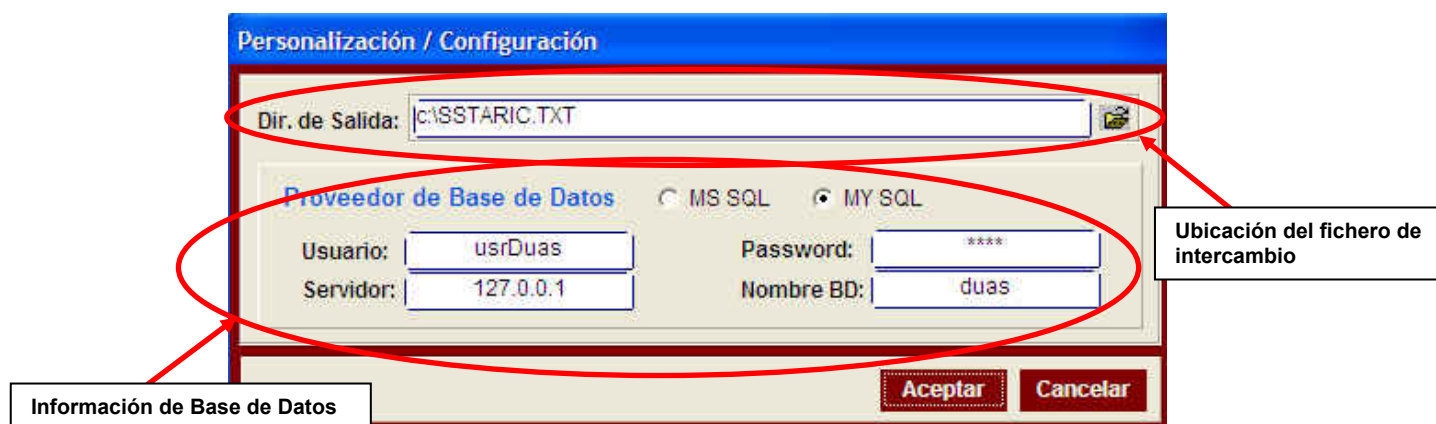 Personalización / Configuración
Dir. de Salida: c:\SSTARIC.TXT
Proveedor de Base de Datos MS SQL MY SQL
Usuario: usrDuas Password: ****
Servidor: 127.0.0.1 Nombre BD: duas
Ubicación del fichero de
intercambio
Aceptar Cancelar
Información de Base de Datos